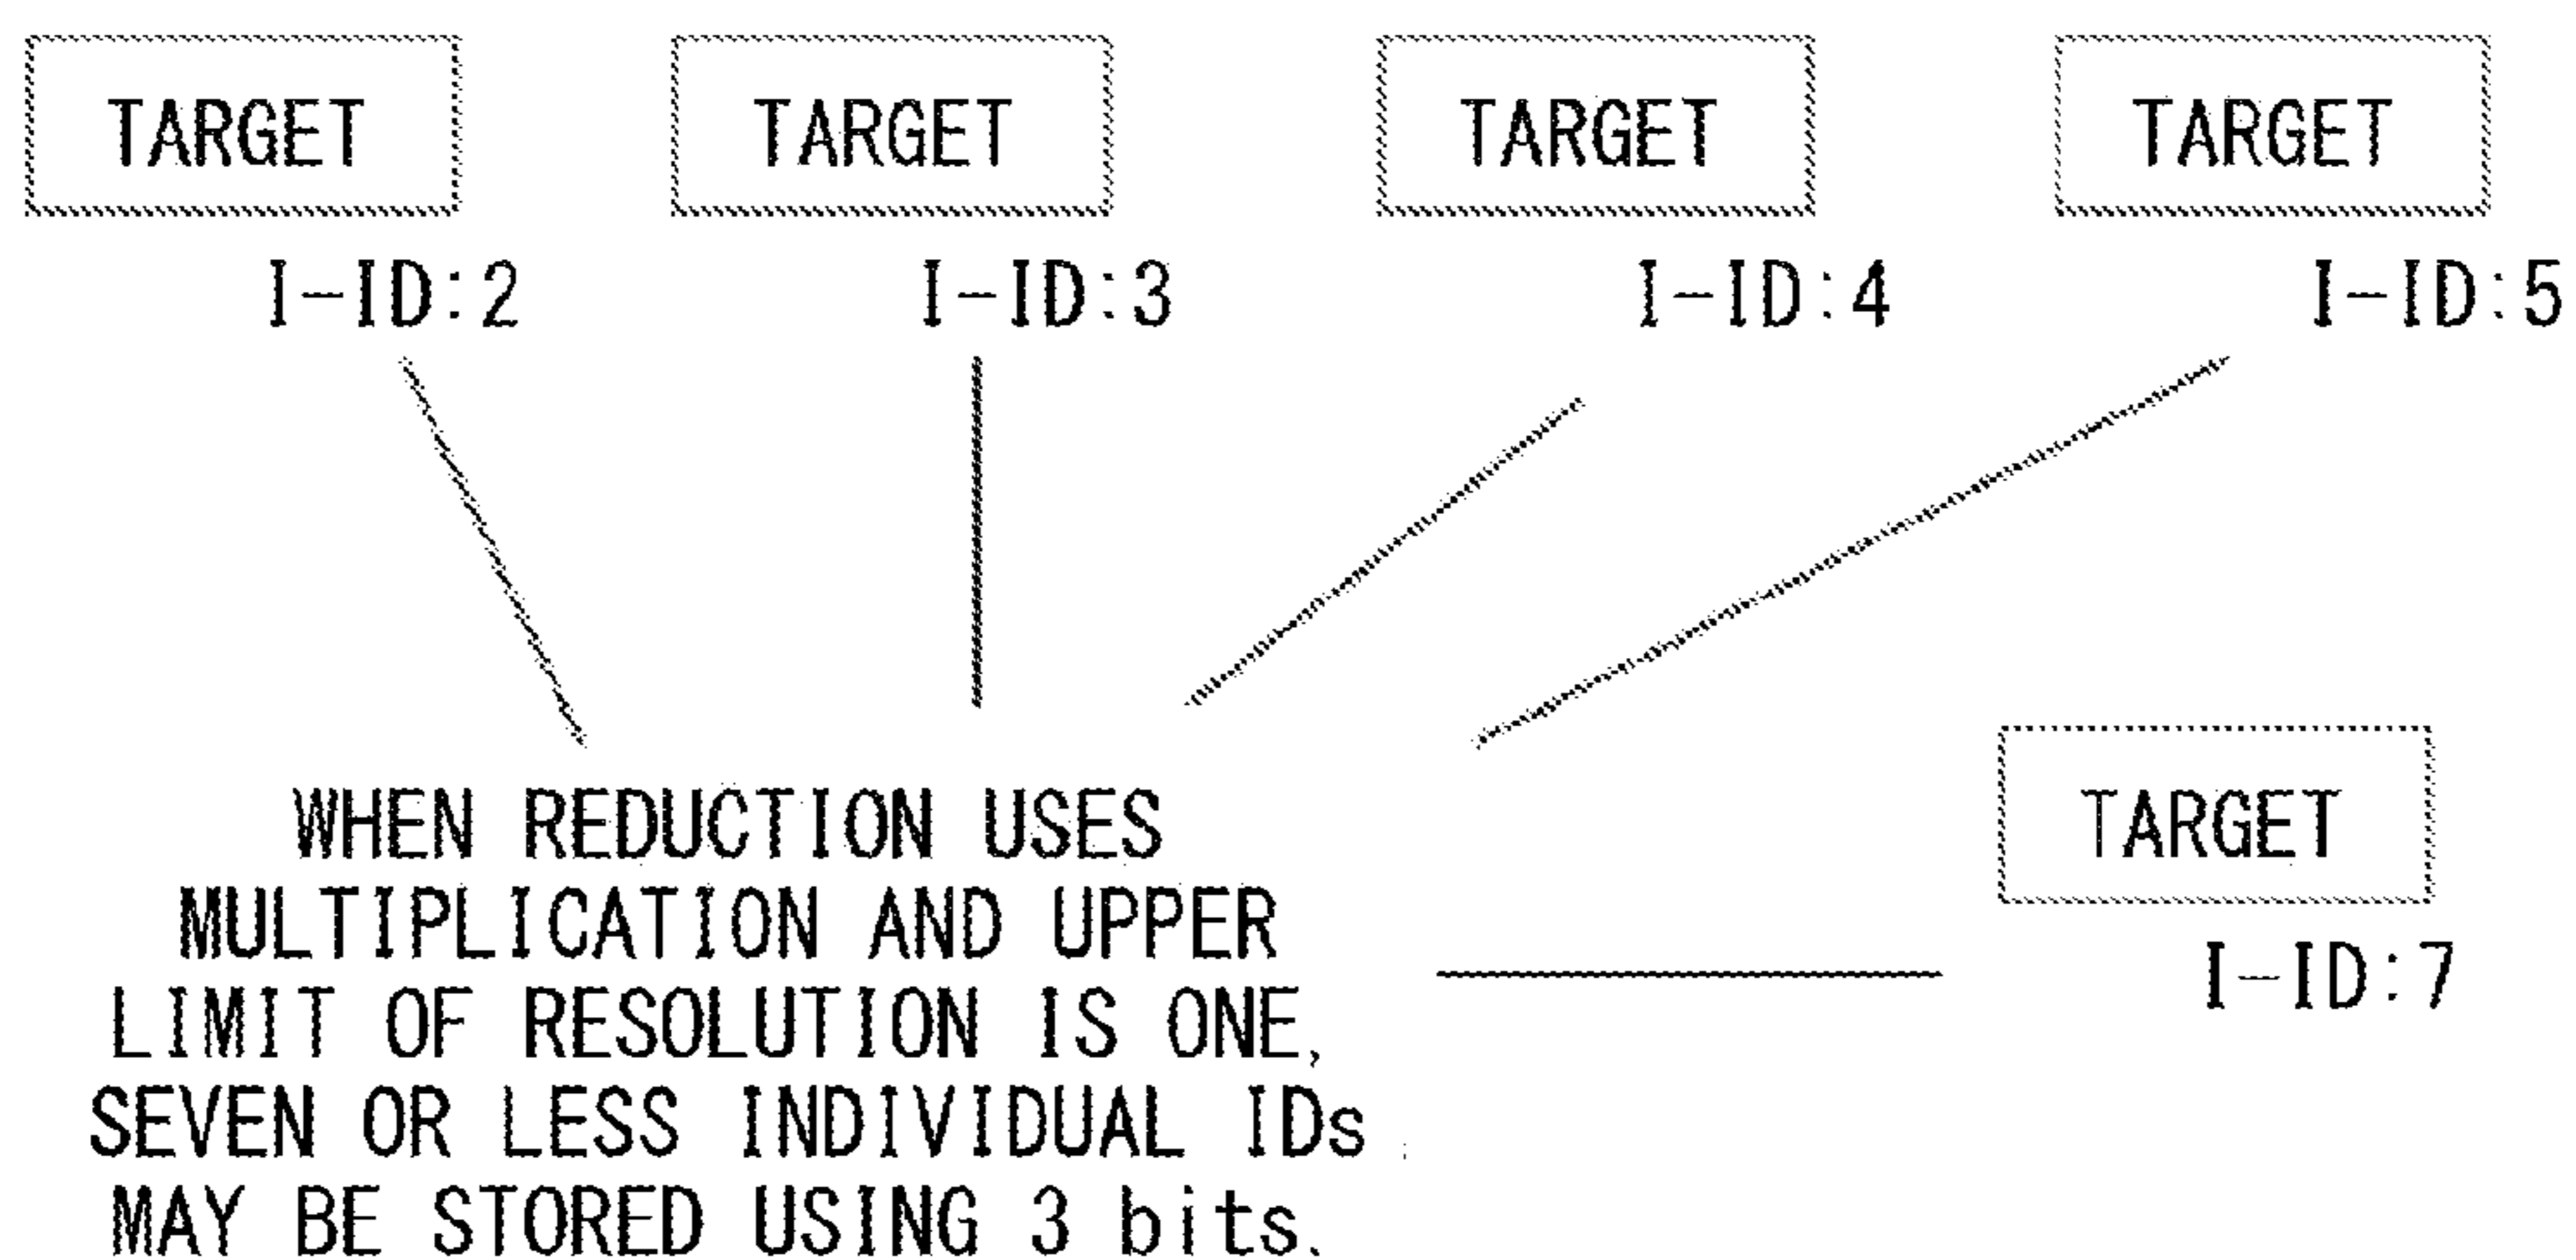 TARGET TARGET TARGET TARGET
I-ID:2 I-ID:3 I-ID:4 I-ID:5
WHEN REDUCTION USES
MULTIPLICATION AND UPPER
LIMIT OF RESOLUTION IS ONE,
SEVEN OR LESS INDIVIDUAL IDs
MAY BE STORED USING 3 bits.
TARGET
I-ID:7